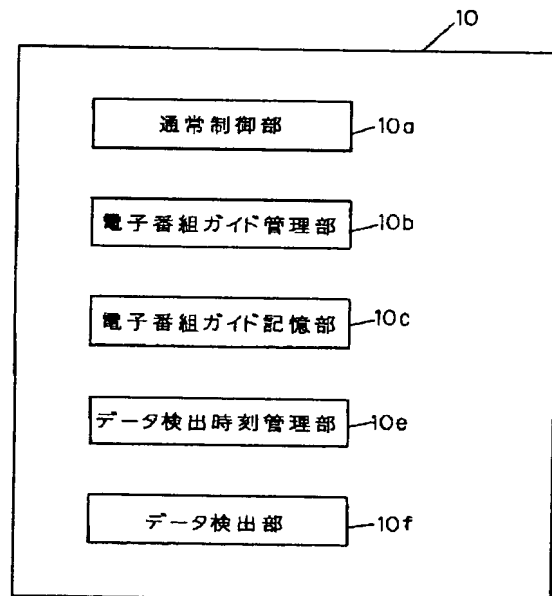 10
通常制御部 10a
電子番組ガイド管理部 10b
電子番組ガイド記憶部 10c
データ検出時刻管理部 10e
データ検出部 10f